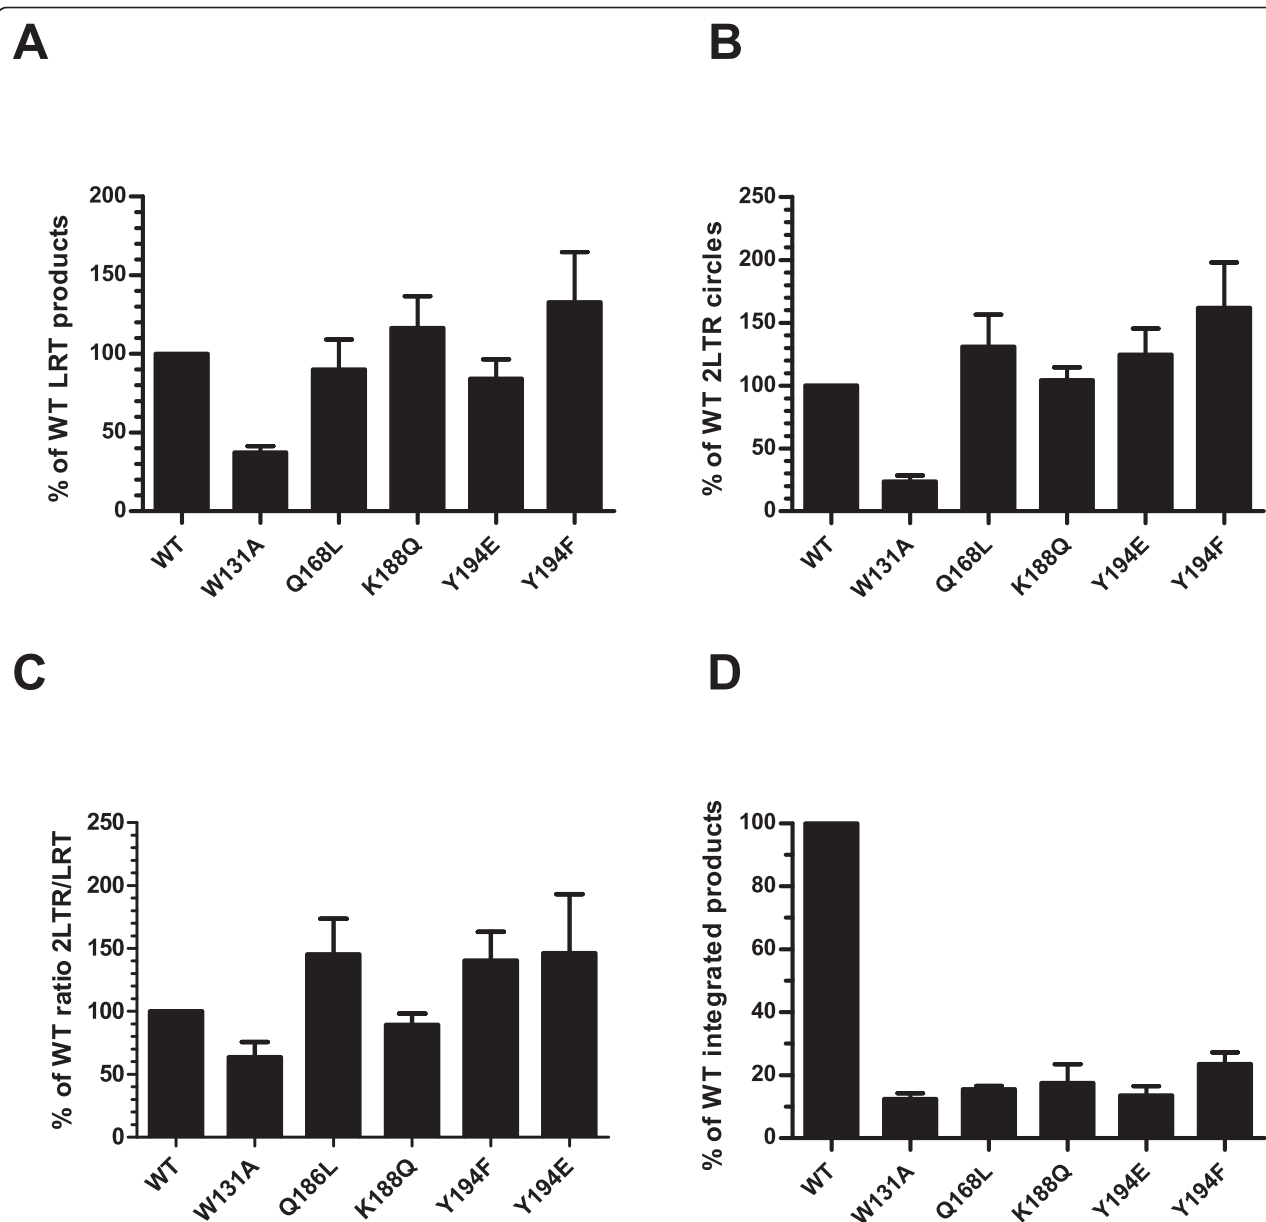 A
% of WT LRT products
200
150
100
50
0
WT
W131A
Q168L
K188Q
Y194E
Y194F
B
% of WT 2LTR circles
250
200
150
100
50
0
WT
W131A
Q168L
K188Q
Y194E
Y194F
C
% of WT ratio 2LTR/LRT
250
200
150
100
50
0
WT
W131A
Q186L
K188Q
Y194F
Y194E
D
% of WT integrated products
100
80
60
40
20
0
WT
W131A
Q168L
K188Q
Y194E
Y194F